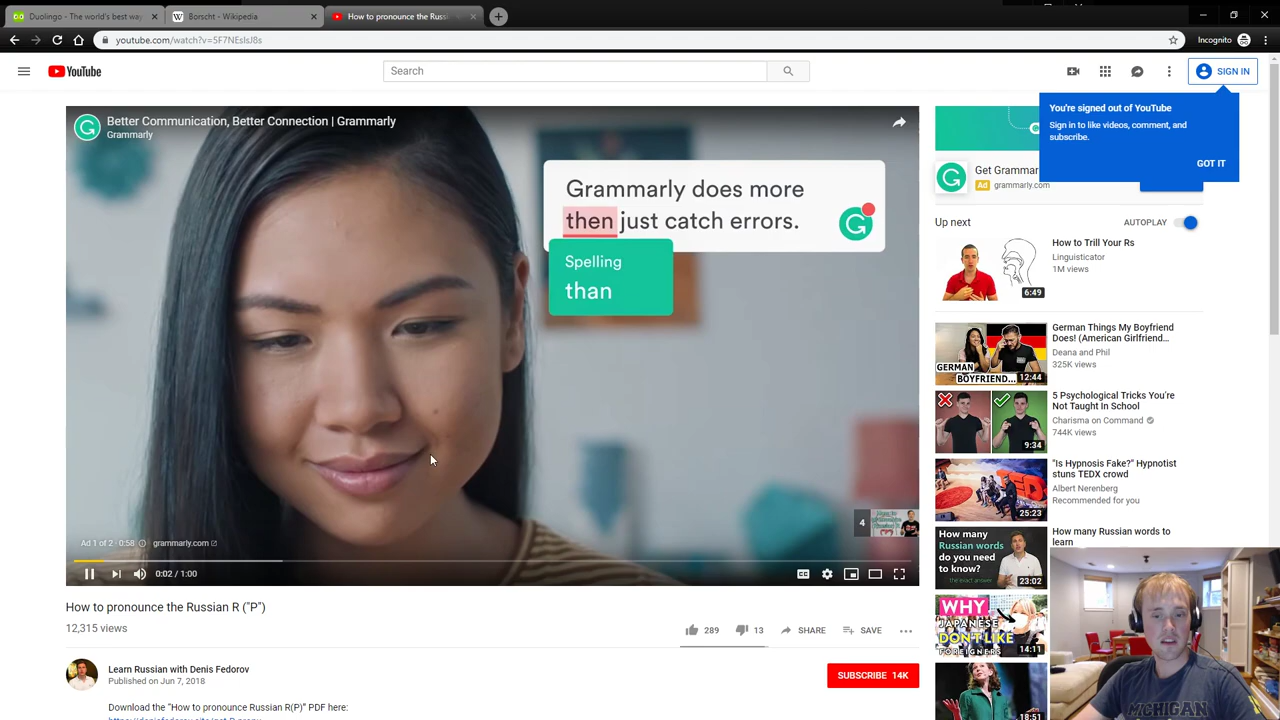 Duolingo - The world's best way
Borscht - Wikipedia
How to pronounce the Russ
youtube.com/watch?v=5F7NEsIsJ8s
Incognito
YouTube
Search
SIGN IN
You're signed out of YouTube
Sign in to like videos, comment, and
subscribe.
GOT IT
Better Communication, Better Connection | Grammarly
Grammarly
Grammarly does more
then just catch errors.
Spelling
than
4
Ad 1 of 2 · 0:58
grammarly.com
0:02 / 1:00
How to pronounce the Russian R ("Р")
12,315 views
289
13
SHARE
SAVE
Learn Russian with Denis Fedorov
Published on Jun 7, 2018
SUBSCRIBE 14K
Download the "How to pronounce Russian R(Р)" PDF here:
Get Grammar
Ad grammarly.com
Up next
AUTOPLAY
How to Trill Your Rs
Linguisticator
1M views
6:49
German Things My Boyfriend
Does! (American Girlfriend...
Deana and Phil
325K views
GERMAN
BOYFRIEND...
12:44
5 Psychological Tricks You're
Not Taught In School
Charisma on Command
744K views
9:34
"Is Hypnosis Fake?" Hypnotist
stuns TEDX crowd
Albert Nerenberg
Recommended for you
25:23
How many Russian words to
learn
How many
Russian words
do you need
to know?
the exact answer
23:02
WHY
JAPANESE
DON'T LIKE
FOREIGNERS
14:11
18:51
MCHIGAN